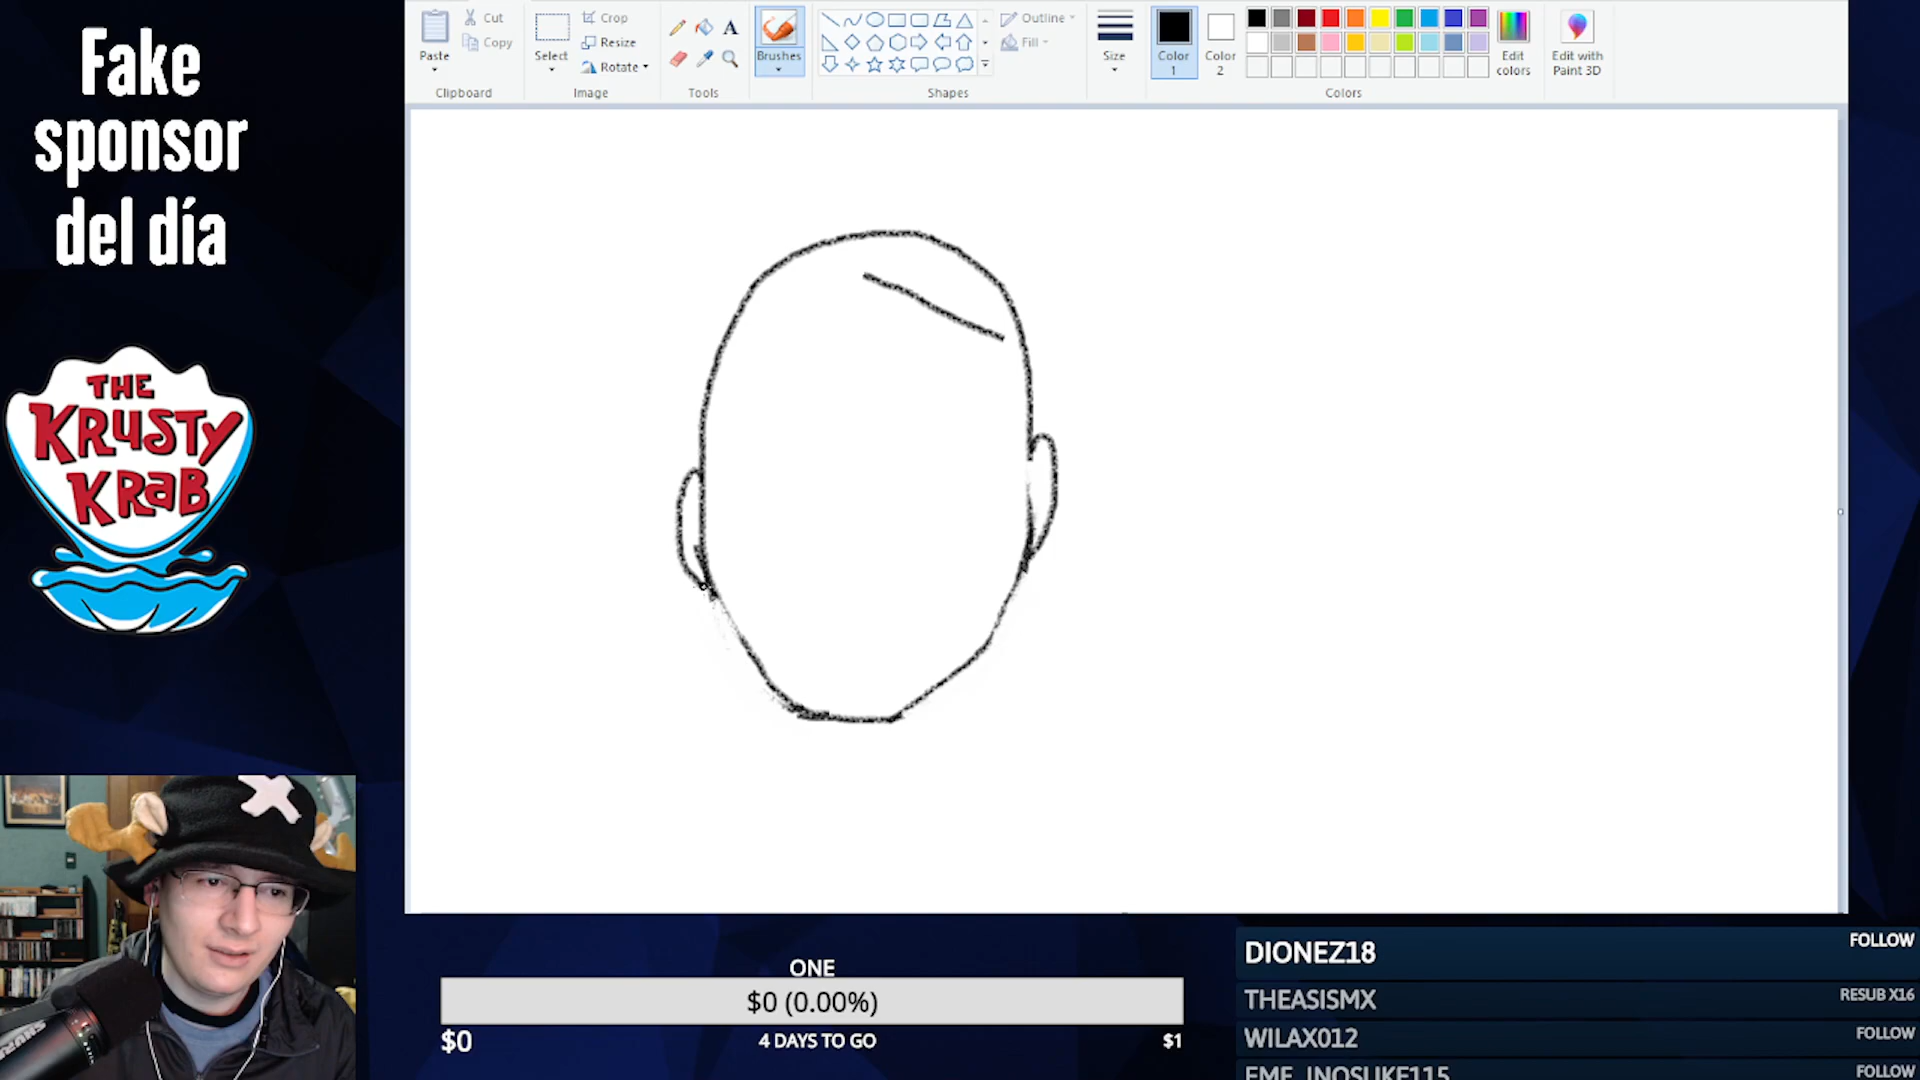 Fake
sponsor
del día
THE
KRUSTY
KRAB
Paste
Cut
Copy
Clipboard
Select
Crop
Resize
Rotate
Image
A
Tools
Brushes
Shapes
Outline
Fill
Size
Color
1
Color
2
Edit
colors
Edit with
Paint 3D
Colors
SHURE
ONE
$0 (0.00%)
$0
4 DAYS TO GO
$1
DIONEZ18 FOLLOW
THEASISMX RESUB X16
WILAX012 FOLLOW
EME_INOSUKE115 FOLLOW